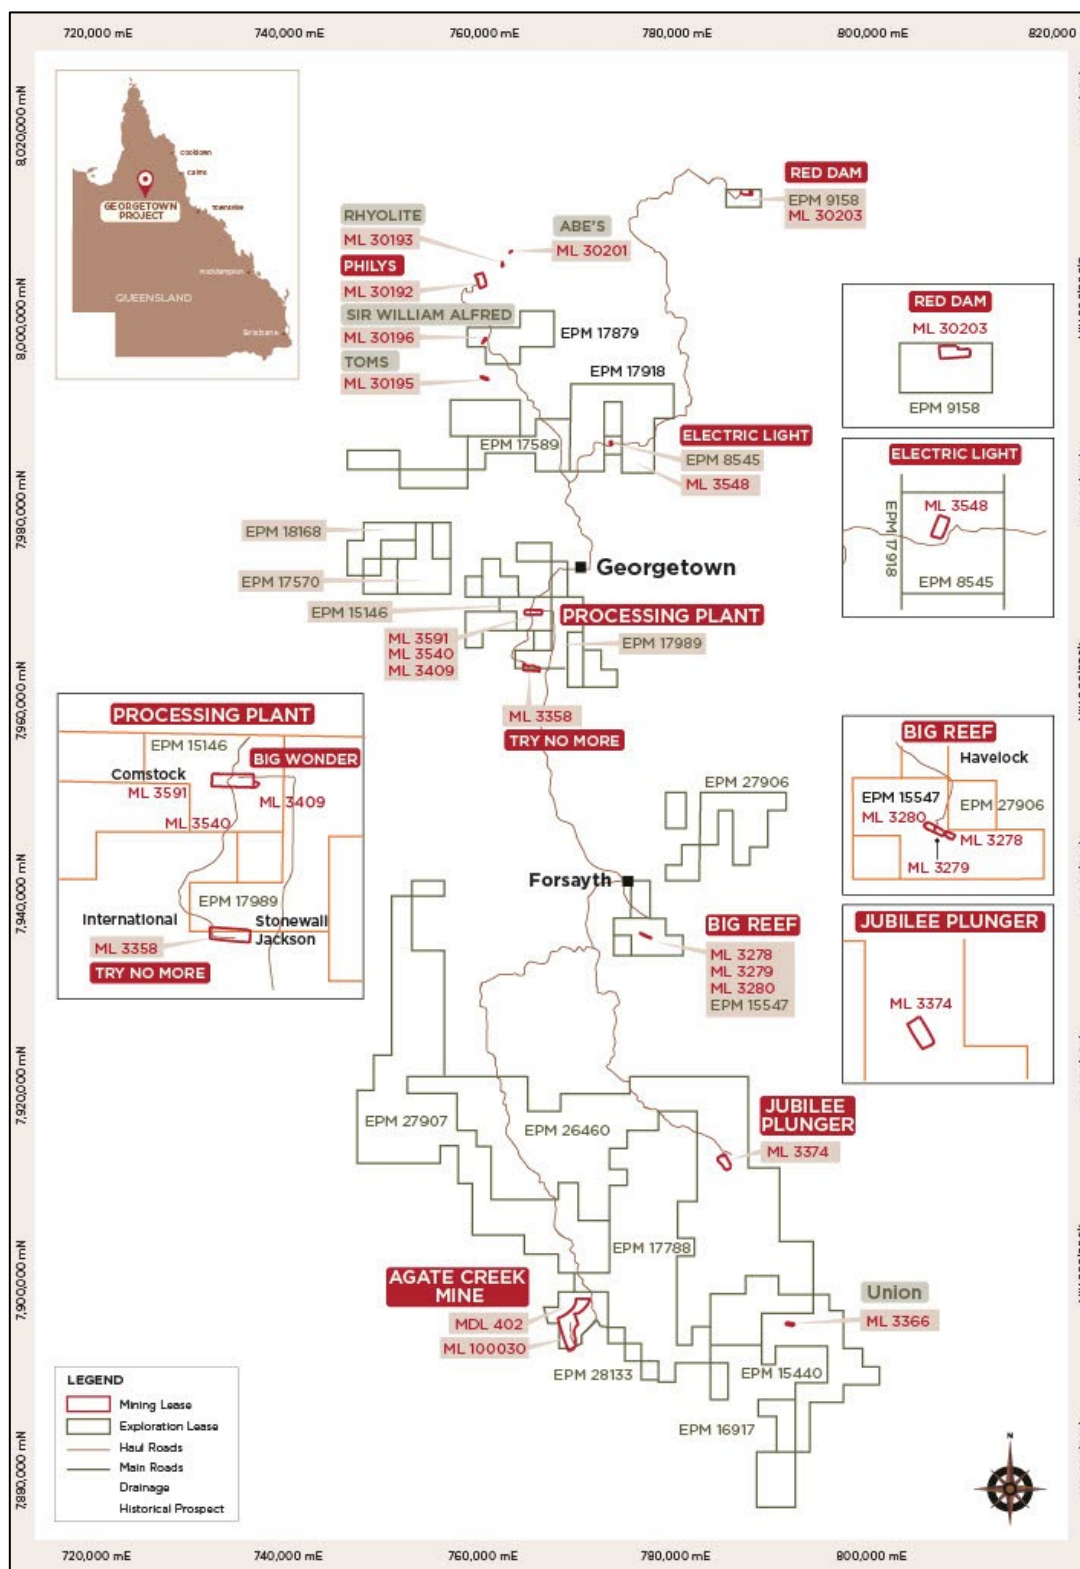 720,000 mE
740,000 mE
760,000 mE
780,000 mE
800,000 mE
820,000
8,020,000 mN
8,000,000 mN
7,980,000 mN
7,960,000 mN
7,940,000 mN
7,920,000 mN
7,900,000 mN
7,880,000 mN
Cooktown
Cairns
GEORGETOWN
PROJECT
Townsville
Rockhampton
QUEENSLAND
Brisbane
RED DAM
EPM 9158
ML 30203
RHYOLITE
ML 30193
ABE'S
ML 30201
PHILYS
ML 30192
SIR WILLIAM ALFRED
ML 30196
EPM 17879
TOMS
ML 30195
EPM 17918
EPM 17589
ELECTRIC LIGHT
EPM 8545
ML 3548
RED DAM
ML 30203
EPM 9158
ELECTRIC LIGHT
ML 3548
EPM 17918
EPM 8545
EPM 18168
EPM 17570
Georgetown
EPM 15146
PROCESSING PLANT
ML 3591
ML 3540
ML 3409
EPM 17989
ML 3358
TRY NO MORE
PROCESSING PLANT
EPM 15146
BIG WONDER
Comstock
ML 3591
ML 3409
ML 3540
EPM 17989
International
Stonewall
Jackson
ML 3358
TRY NO MORE
BIG REEF
Havelock
EPM 15547
EPM 27906
ML 3280
ML 3278
ML 3279
EPM 27906
Forsayth
BIG REEF
ML 3278
ML 3279
ML 3280
EPM 15547
JUBILEE PLUNGER
ML 3374
EPM 27907
EPM 26460
JUBILEE
PLUNGER
ML 3374
EPM 17788
AGATE CREEK
MINE
MDL 402
ML 100030
Union
ML 3366
EPM 28133
EPM 15440
EPM 16917
LEGEND
Mining Lease
Exploration Lease
Haul Roads
Main Roads
Drainage
Historical Prospect
N
720,000 mE
740,000 mE
760,000 mE
780,000 mE
800,000 mE